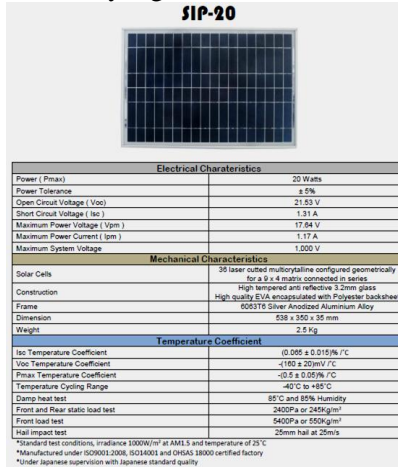 SIP-20
Electrical Charateristics
Power ( Pmax) 20 Watts
Power Tolerance ± 5%
Open Circuit Voltage ( Voc) 21.53 V
Short Circuit Voltage ( Isc ) 1.31 A
Maximum Power Voltage ( Vpm ) 17.64 V
Maximum Power Current ( Ipm ) 1.17 A
Maximum System Voltage 1,000 V
Mechanical Characteristics
Solar Cells 36 laser cutted multicrytalline configured geometrically
for a 9 x 4 matrix connected in series
Construction High tempered anti reflective 3.2mm glass
High quality EVA encapsulated with Polyester backsheet
Frame 6063T6 Silver Anodized Aluminium Alloy
Dimension 538 x 350 x 35 mm
Weight 2.5 Kg
Temperature Coefficient
Isc Temperature Coefficient (0.065 ± 0.015)% /°C
Voc Temperature Coefficient -(160 ± 20)mV /°C
Pmax Temperature Coefficient -(0.5 ± 0.05)% /°C
Temperature Cycling Range -40°C to +85°C
Damp heat test 85°C and 85% Humidity
Front and Rear static load test 2400Pa or 245Kg/m²
Front load test 5400Pa or 550Kg/m²
Hail impact test 25mm hail at 25m/s
*Standard test conditions, irradiance 1000W/m² at AM1.5 and temperature of 25°C
*Manufactured under ISO9001:2008, ISO14001 and OHSAS 18000 certified factory
*Under Japanese supervision with Japanese standard quality